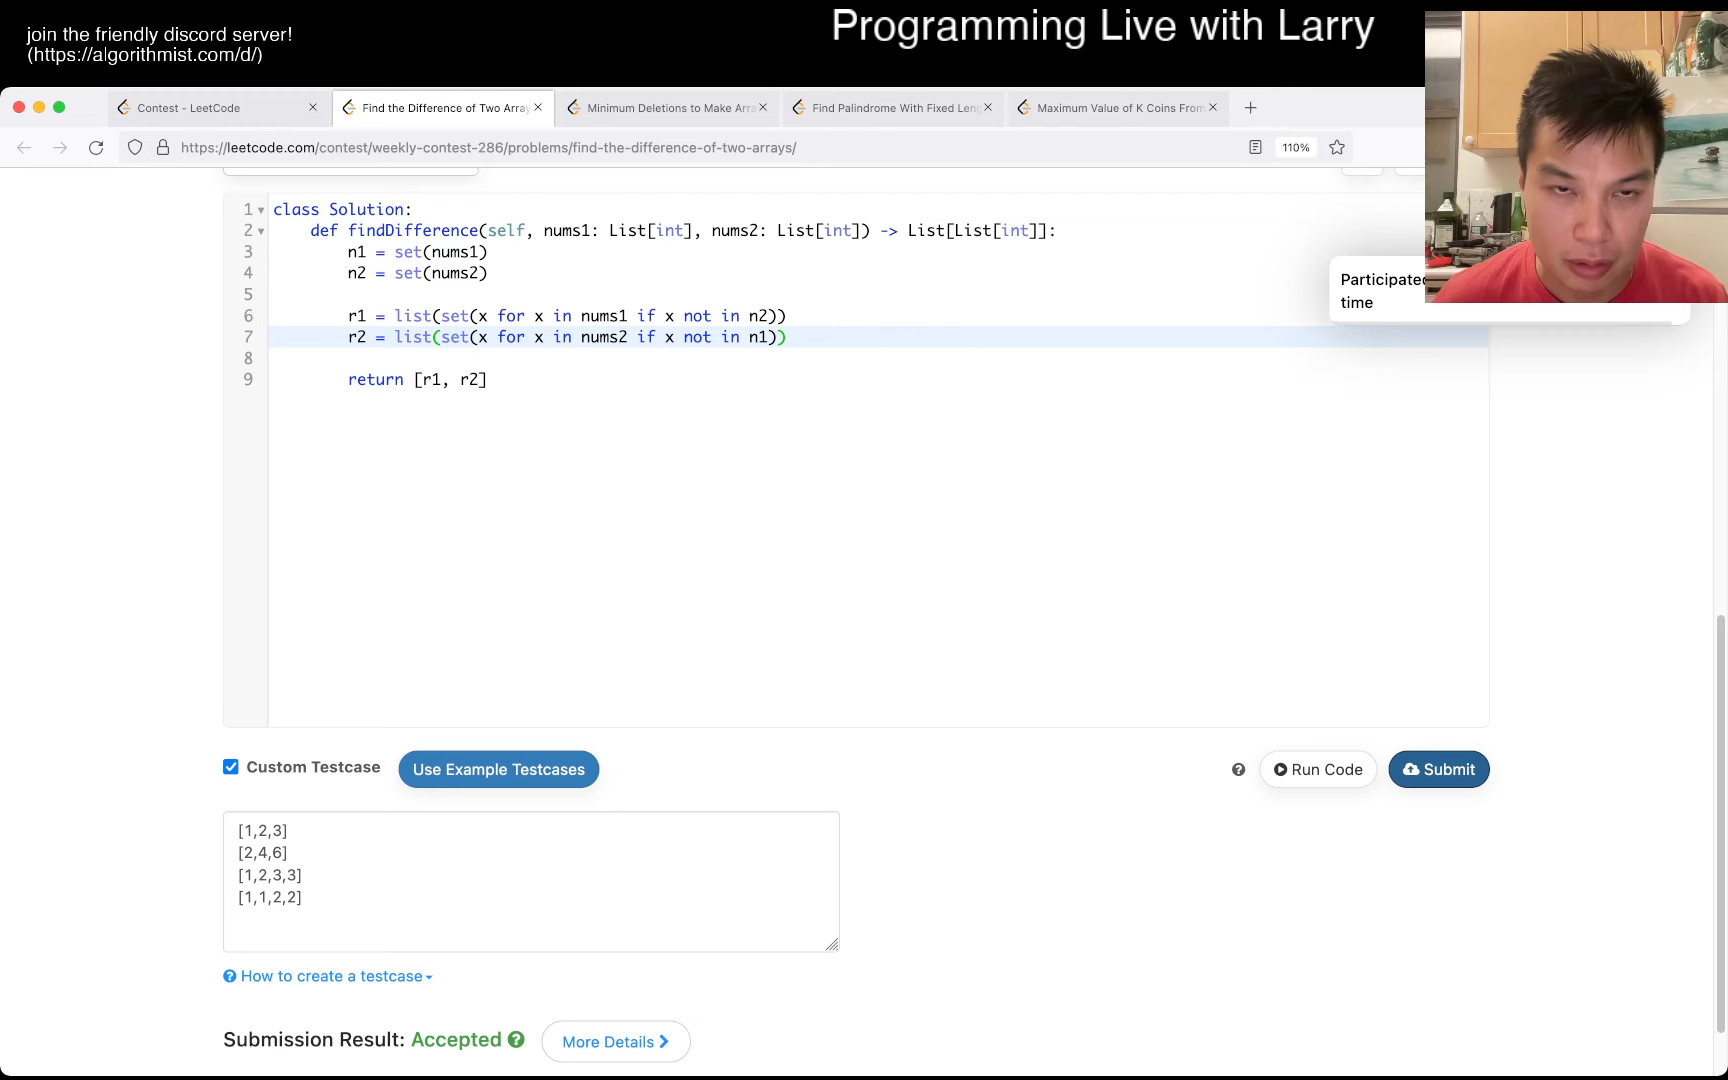 join the friendly discord server!
(https://algorithmist.com/d/)
Programming Live with Larry
Contest - LeetCode
Find the Difference of Two Array
Minimum Deletions to Make Arra
Find Palindrome With Fixed Leng
Maximum Value of K Coins From
https://leetcode.com/contest/weekly-contest-286/problems/find-the-difference-of-two-arrays/
110%
1 class Solution:
2 def findDifference(self, nums1: List[int], nums2: List[int]) -> List[List[int]]:
3 n1 = set(nums1)
4 n2 = set(nums2)
5
6 r1 = list(set(x for x in nums1 if x not in n2))
7 r2 = list(set(x for x in nums2 if x not in n1))
8
9 return [r1, r2]
Participated
time
Custom Testcase
Use Example Testcases
Run Code
Submit
[1,2,3]
[2,4,6]
[1,2,3,3]
[1,1,2,2]
How to create a testcase
Submission Result: Accepted
More Details